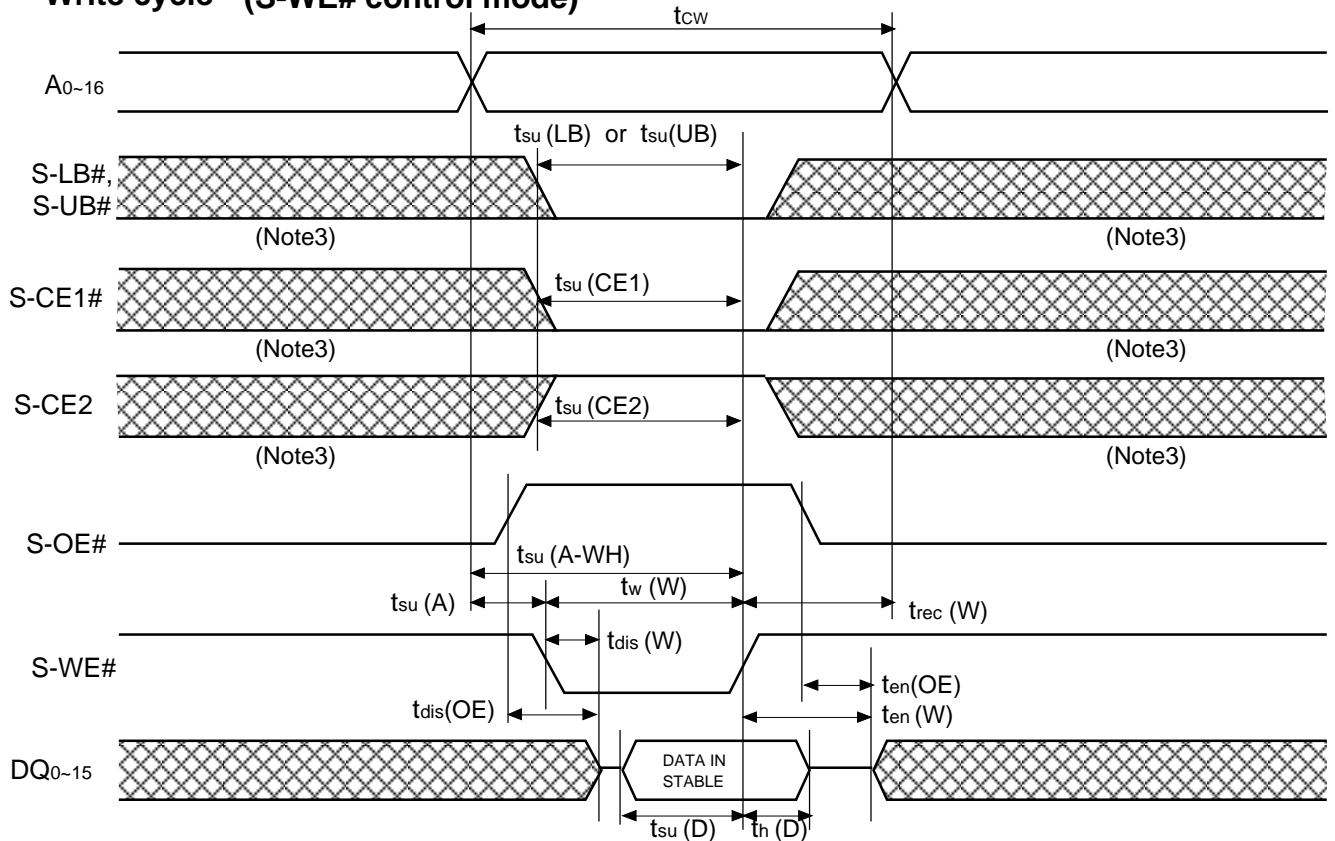 Write cycle (S-WE# control mode)
tCW
A0~16
tsu (LB) or tsu(UB)
S-LB#,
S-UB#
(Note3)
(Note3)
S-CE1#
tsu (CE1)
(Note3)
(Note3)
S-CE2
tsu (CE2)
(Note3)
(Note3)
S-OE#
tsu (A-WH)
tsu (A)
tw (W)
trec (W)
S-WE#
tdis (W)
ten(OE)
tdis(OE)
ten (W)
DQ0~15
DATA IN
STABLE
tsu (D)
th (D)